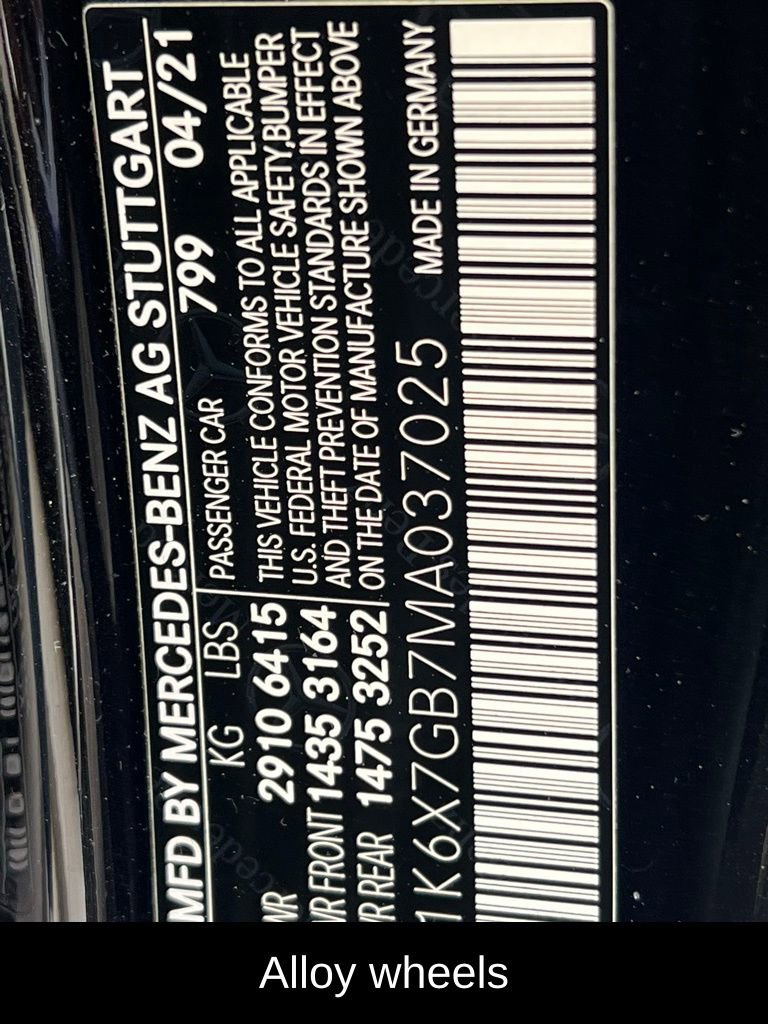 MFD BY MERCEDES-BENZ AG STUTTGART
KG LBS PASSENGER CAR 799 04/21
2910 6415
FRONT 1435 3164
REAR 1475 3252
THIS VEHICLE CONFORMS TO ALL APPLICABLE
U.S. FEDERAL MOTOR VEHICLE SAFETY,BUMPER
AND THEFT PREVENTION STANDARDS IN EFFECT
ON THE DATE OF MANUFACTURE SHOWN ABOVE
1K6X7GB7MA037025 MADE IN GERMANY
Alloy wheels